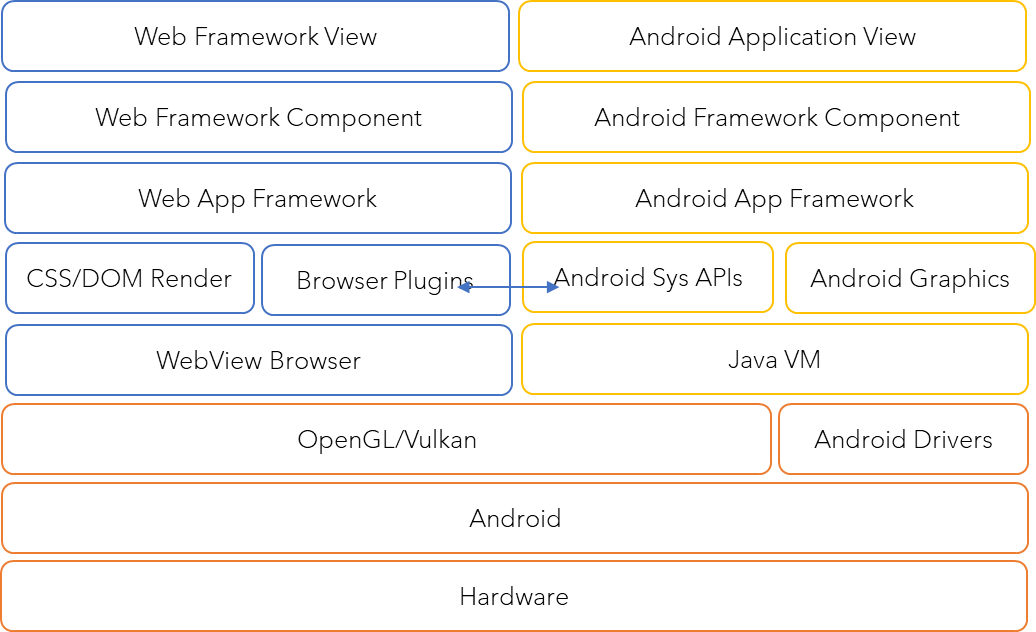 Web Framework View
Android Application View
Web Framework Component
Android Framework Component
Web App Framework
Android App Framework
CSS/DOM Render
Browser Plugins
Android Sys APIs
Android Graphics
WebView Browser
Java VM
OpenGL/Vulkan
Android Drivers
Android
Hardware